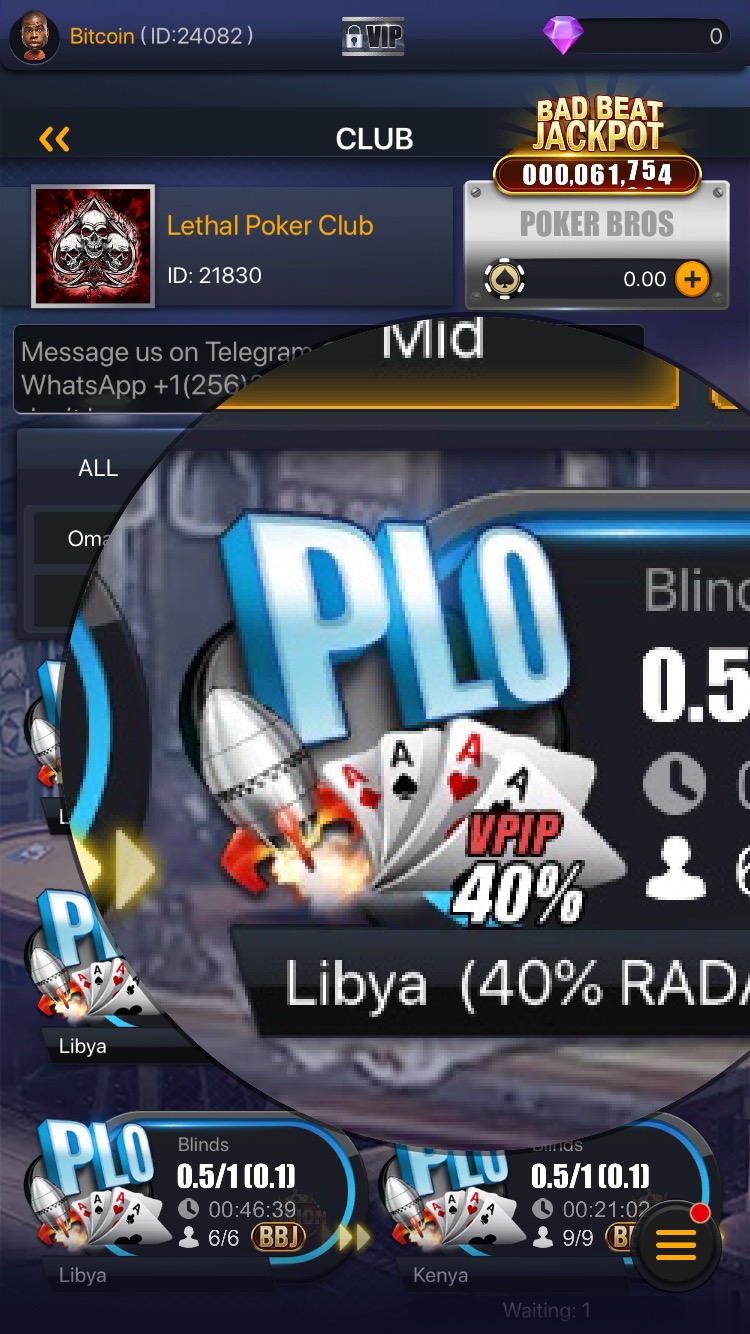 Bitcoin ( ID:24082 )
VIP
0
CLUB
BAD BEAT
JACKPOT
000,061,754
Lethal Poker Club
ID: 21830
POKER BROS
0.00
Message us on Telegram
WhatsApp +1(256)
Mid
ALL
PLO
Blinds
0.5
VPIP
40%
Libya (40% RADA
Libya
PLO
Blinds
0.5/1 (0.1)
00:46:39
6/6 BBJ
Libya
PLO
Blinds
0.5/1 (0.1)
00:21:02
9/9
Kenya
Waiting: 1